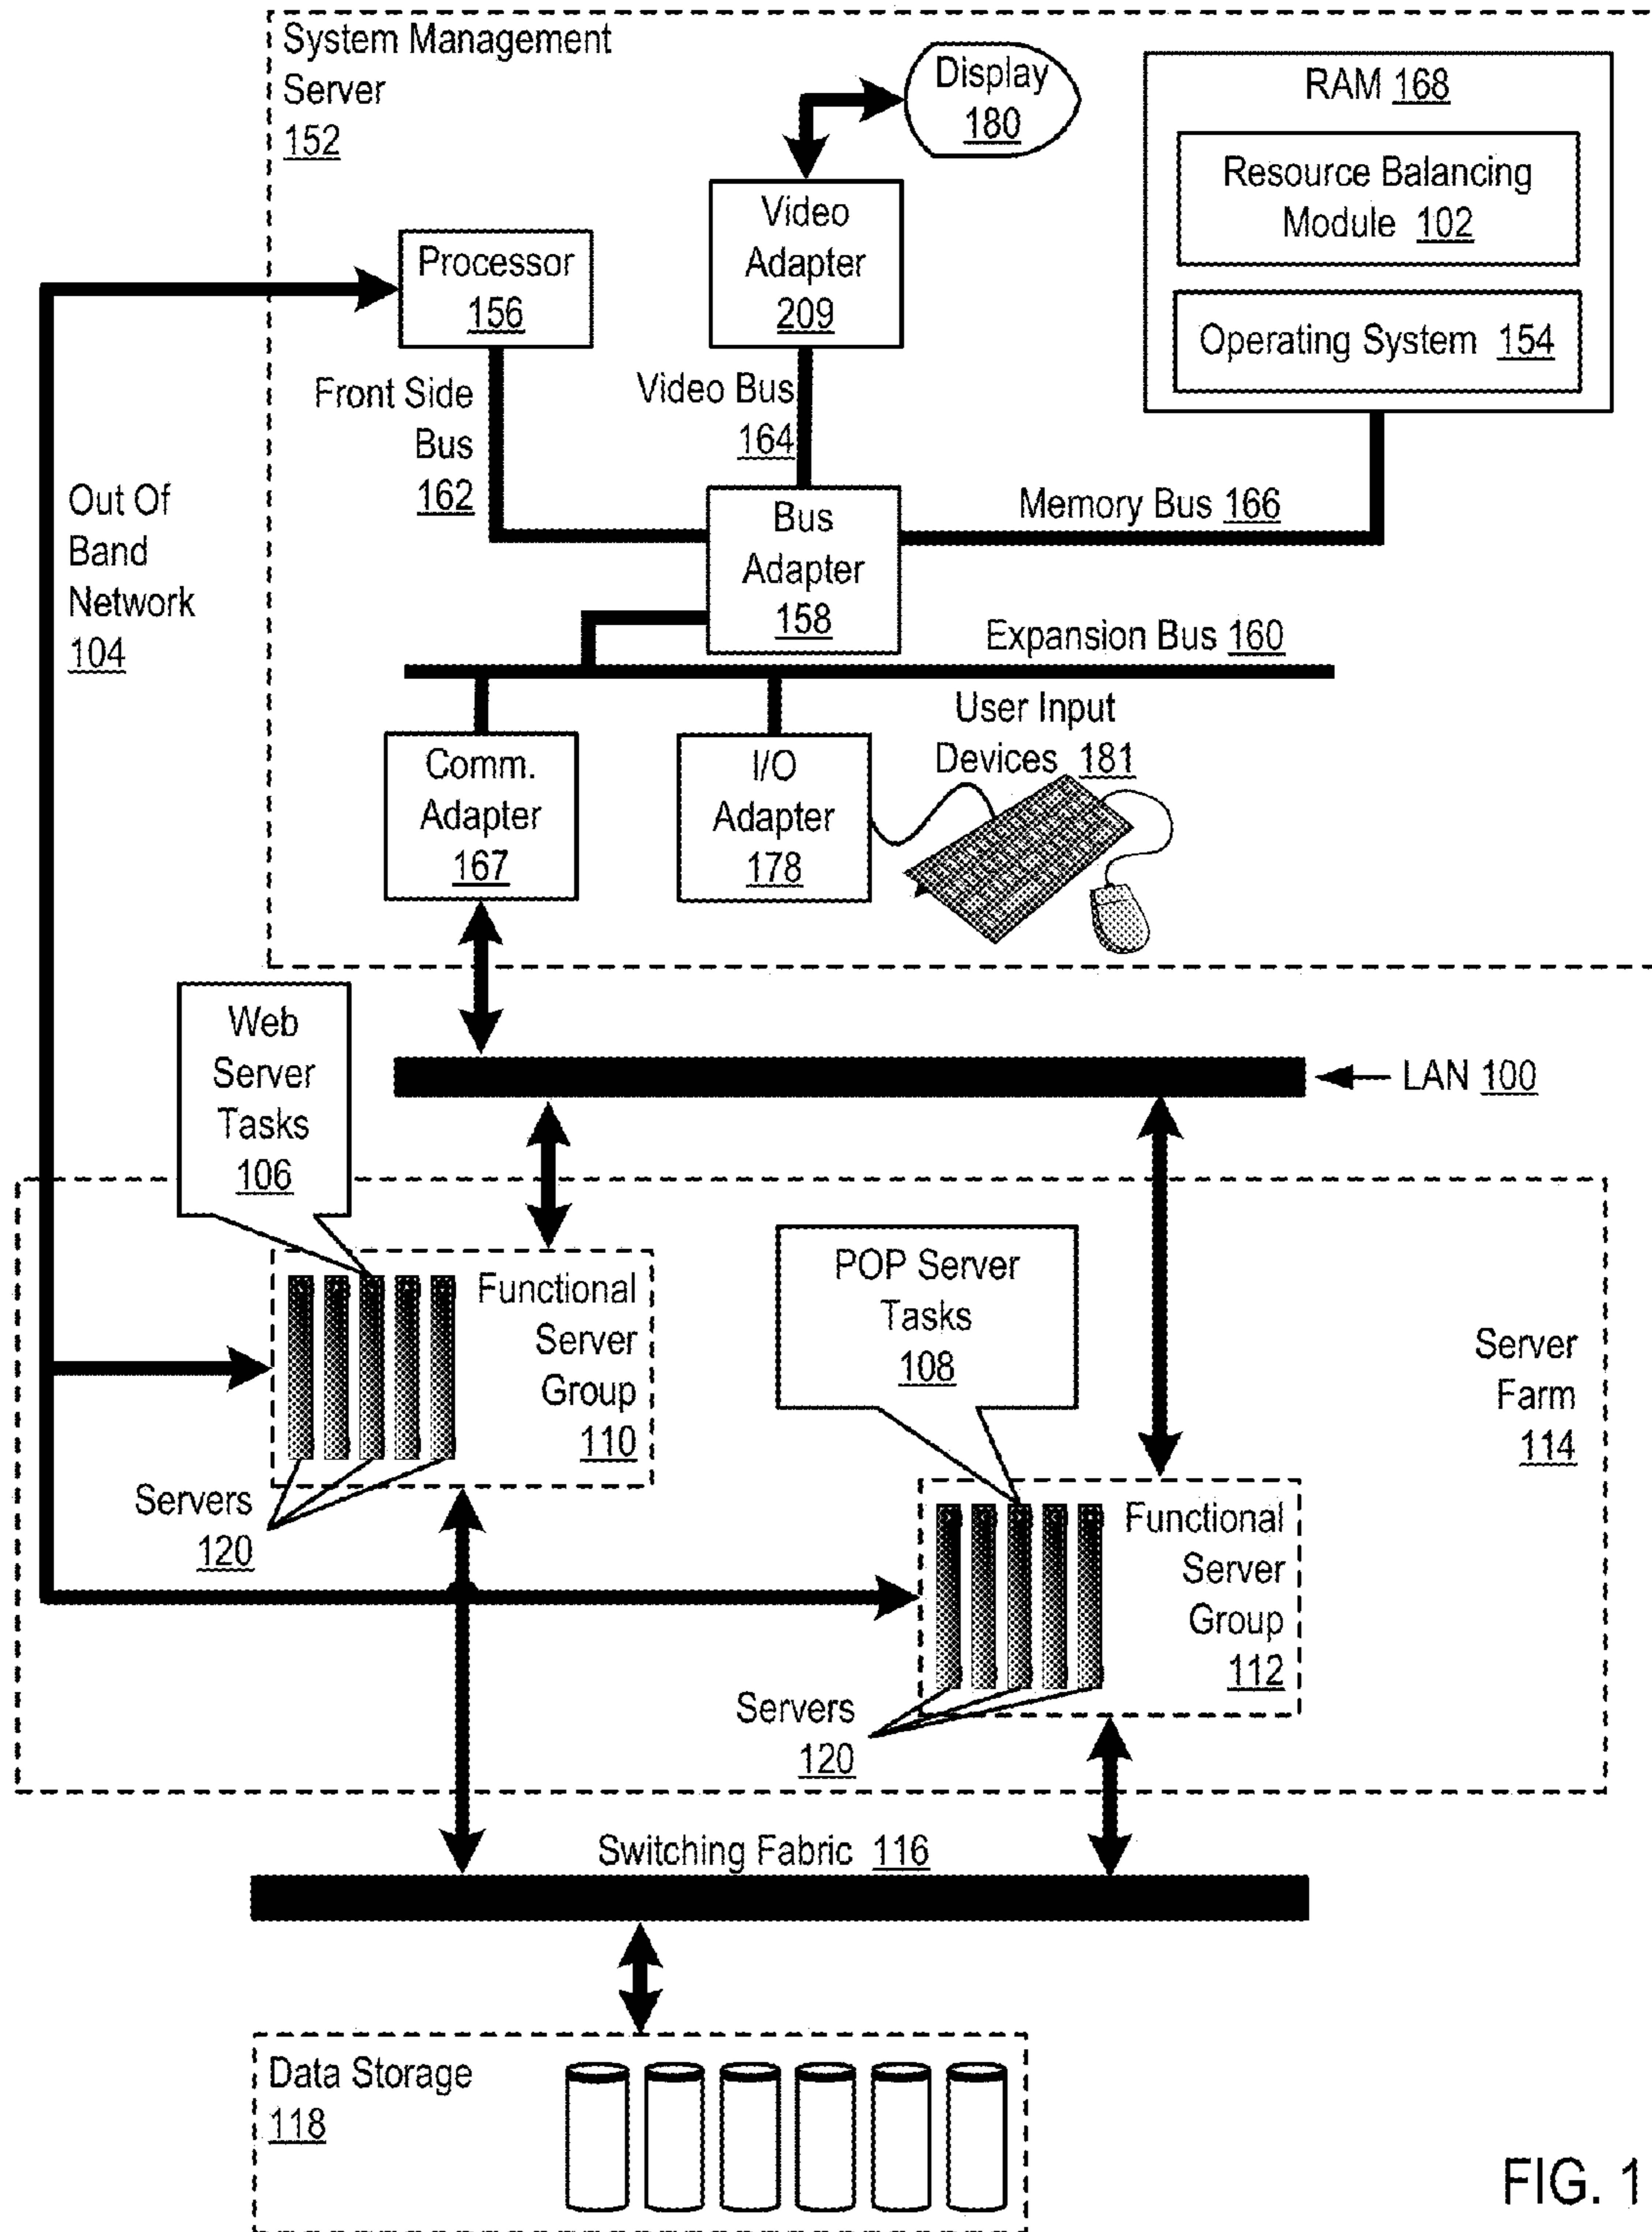 System Management
Server
152
Display
180
RAM 168
Resource Balancing
Module 102
Operating System 154
Video
Adapter
209
Processor
156
Front Side
Bus
162
Video Bus
164
Out Of
Band
Network
104
Bus
Adapter
158
Memory Bus 166
Expansion Bus 160
User Input
Devices 181
Comm.
Adapter
167
I/O
Adapter
178
Web
Server
Tasks
106
LAN 100
Functional
Server
Group
110
POP Server
Tasks
108
Server
Farm
114
Servers
120
Functional
Server
Group
112
Servers
120
Switching Fabric 116
Data Storage
118
FIG. 1